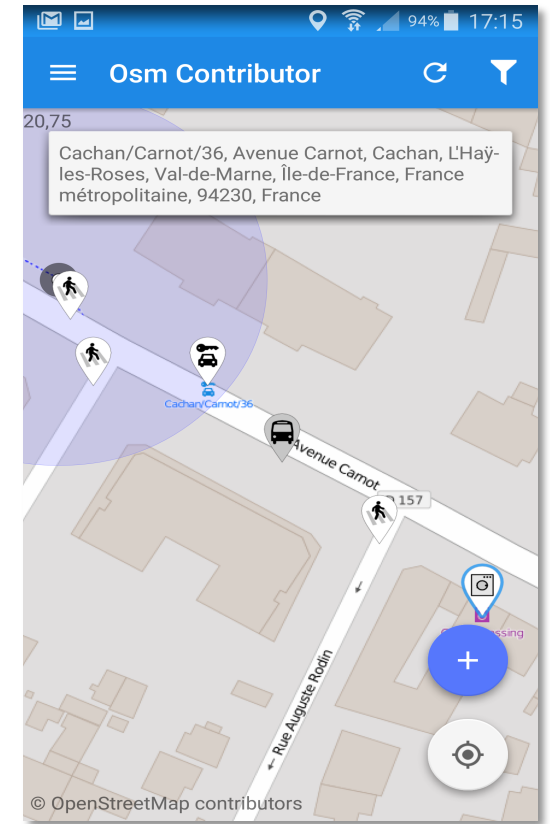 94% 17:15
Osm Contributor
20,75
Cachan/Carnot/36, Avenue Carnot, Cachan, L'Haÿ-
les-Roses, Val-de-Marne, Île-de-France, France
métropolitaine, 94230, France
Cachan/Carnot/36
Avenue Carnot
157
ssing
+
Rue Auguste Rodin
© OpenStreetMap contributors